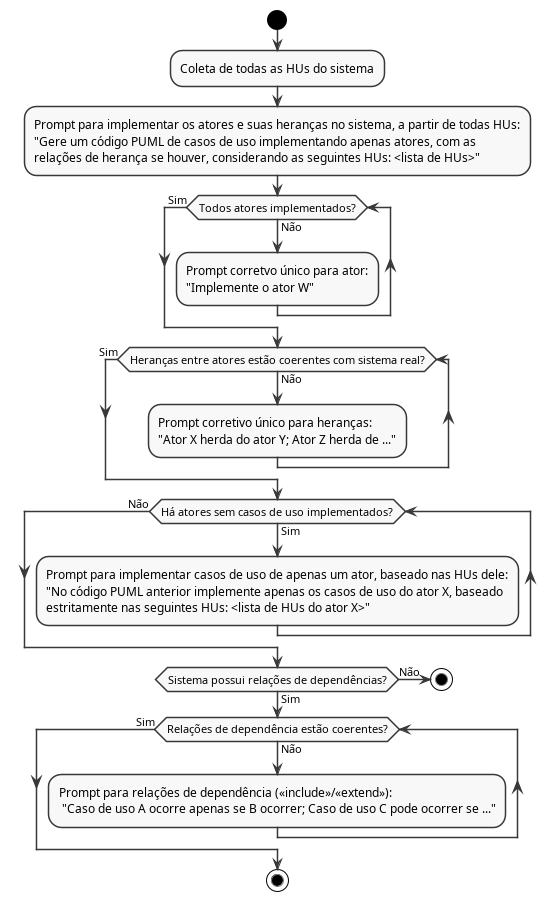 Coleta de todas as HUs do sistema
Prompt para implementar os atores e suas heranças no sistema, a partir de todas HUs:
"Gere um código PUML de casos de uso implementando apenas atores, com as
relações de herança se houver, considerando as seguintes HUs: <lista de HUs>"
Sim
Todos atores implementados?
Não
Prompt corretvo único para ator:
"Implemente o ator W"
Sim
Heranças entre atores estão coerentes com sistema real?
Não
Prompt corretivo único para heranças:
"Ator X herda do ator Y; Ator Z herda de ..."
Não
Há atores sem casos de uso implementados?
Sim
Prompt para implementar casos de uso de apenas um ator, baseado nas HUs dele:
"No código PUML anterior implemente apenas os casos de uso do ator X, baseado
estritamente nas seguintes HUs: <lista de HUs do ator X>"
Sistema possui relações de dependências?
Não
Sim
Sim
Relações de dependência estão coerentes?
Não
Prompt para relações de dependência («include»/«extend»):
"Caso de uso A ocorre apenas se B ocorrer; Caso de uso C pode ocorrer se ..."